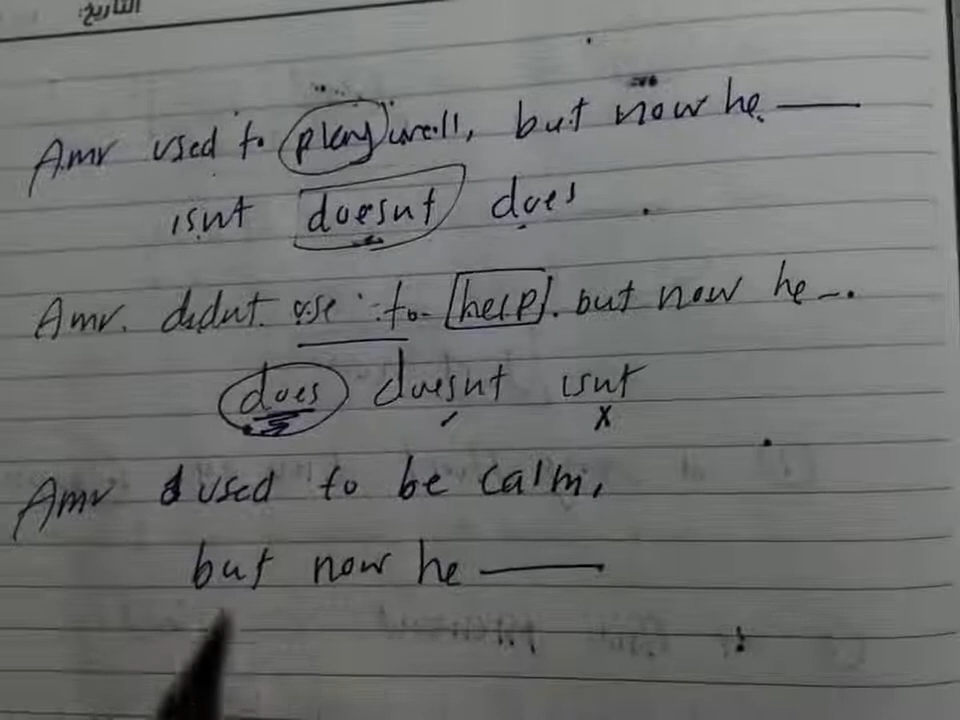 التاريخ:
Amr used to play well, but now he ——
isnt doesnt does .
Amr. didnt use to help. but now he —.
does doesnt isnt
x
Amr used to be calm,
but now he ——